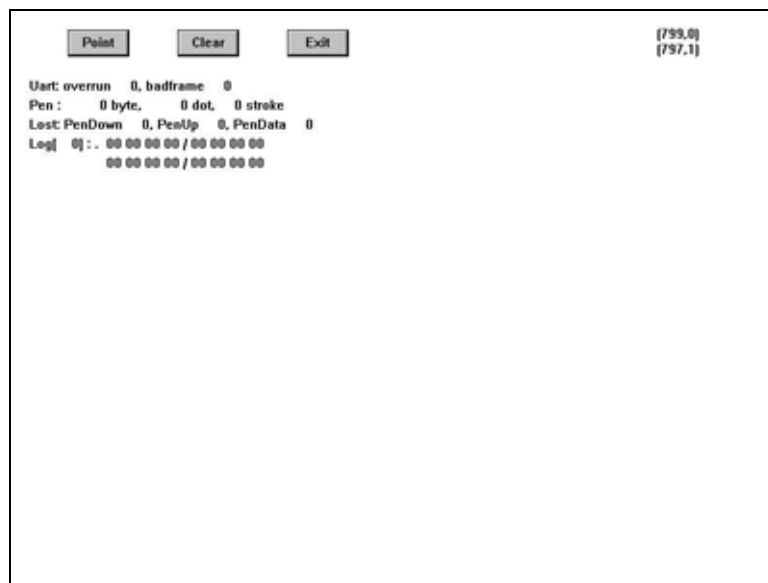 Point Clear Exit (799,0)
(797,1)
Uart: overrun 0, badframe 0
Pen : 0 byte, 0 dot, 0 stroke
Lost: PenDown 0, PenUp 0, PenData 0
Log[ 0] : . 00 00 00 00 / 00 00 00 00
00 00 00 00 / 00 00 00 00